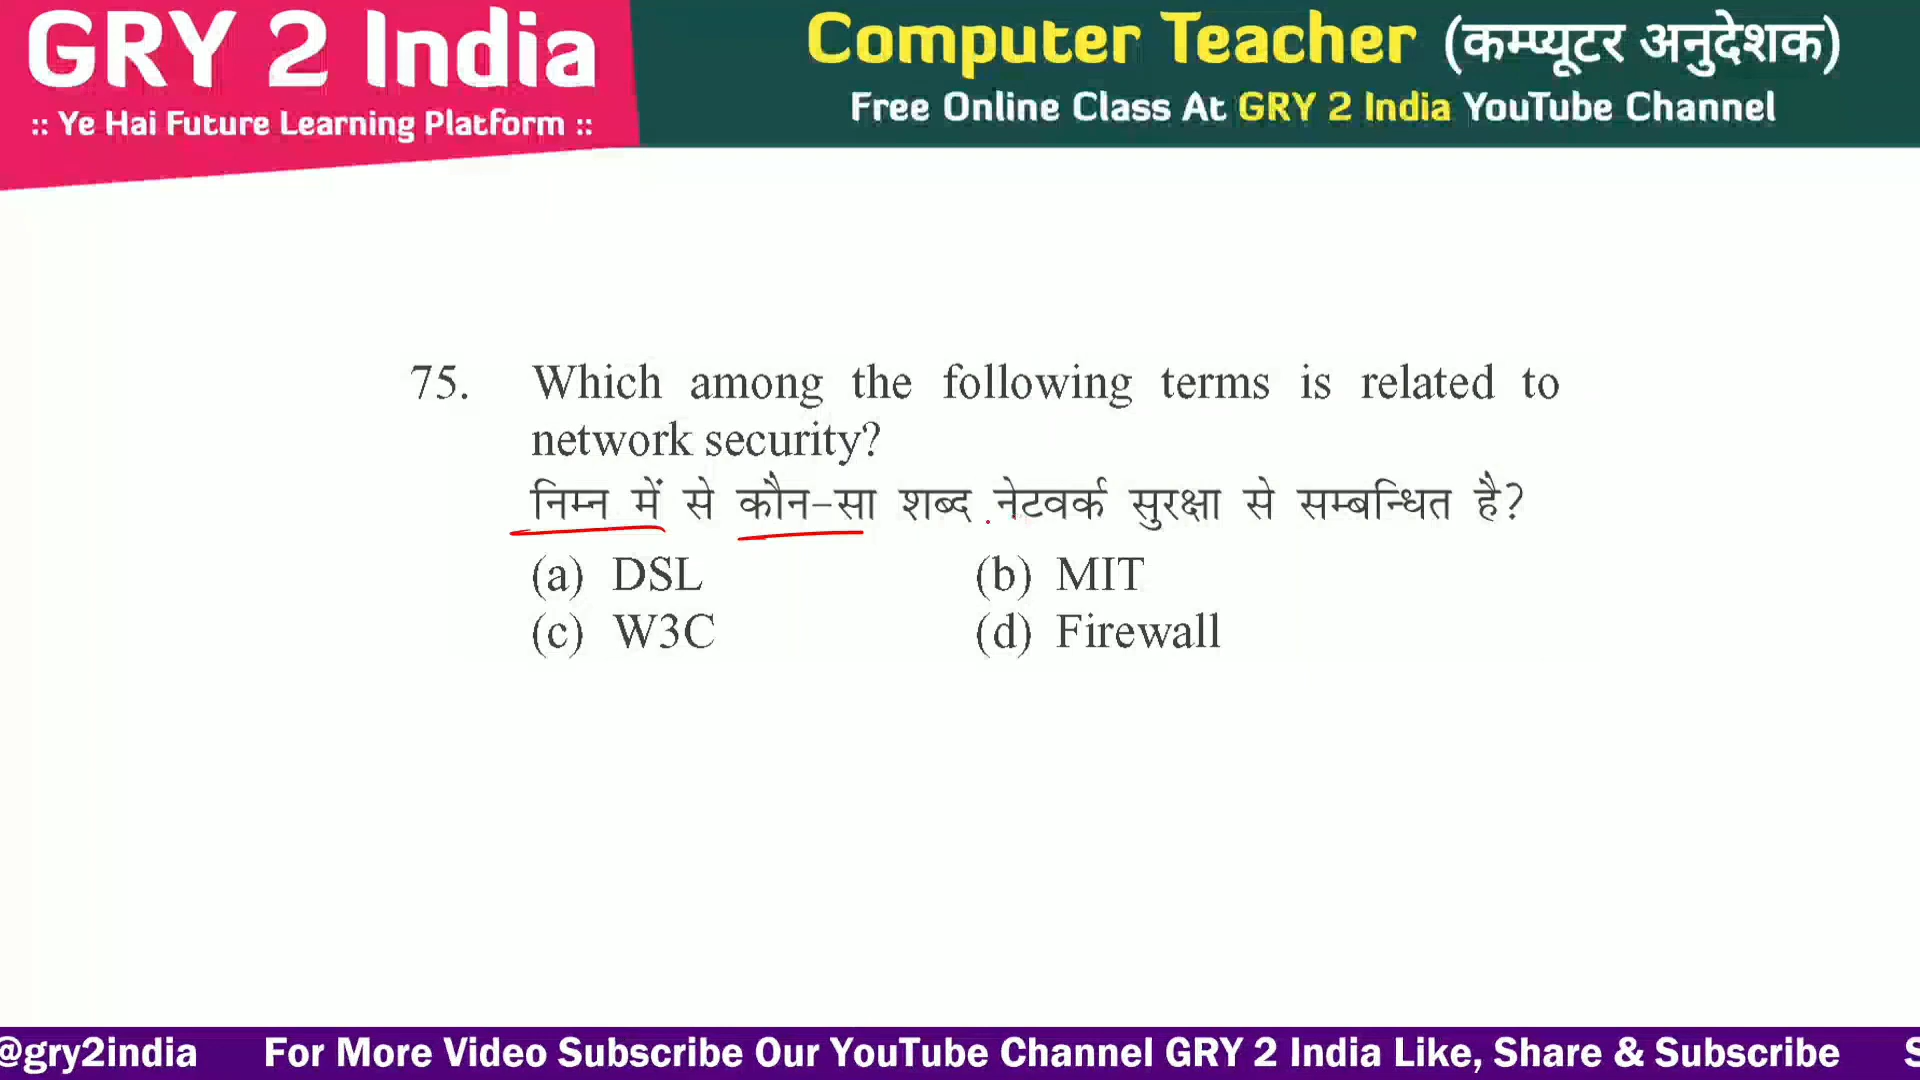 GRY 2 India
:: Ye Hai Future Learning Platform ::
Computer Teacher (कम्प्यूटर अनुदेशक)
Free Online Class At GRY 2 India YouTube Channel
75. Which among the following terms is related to
network security?
निम्न में से कौन-सा शब्द नेटवर्क सुरक्षा से सम्बन्धित है?
(a) DSL (b) MIT
(c) W3C (d) Firewall
@gry2india For More Video Subscribe Our YouTube Channel GRY 2 India Like, Share & Subscribe S